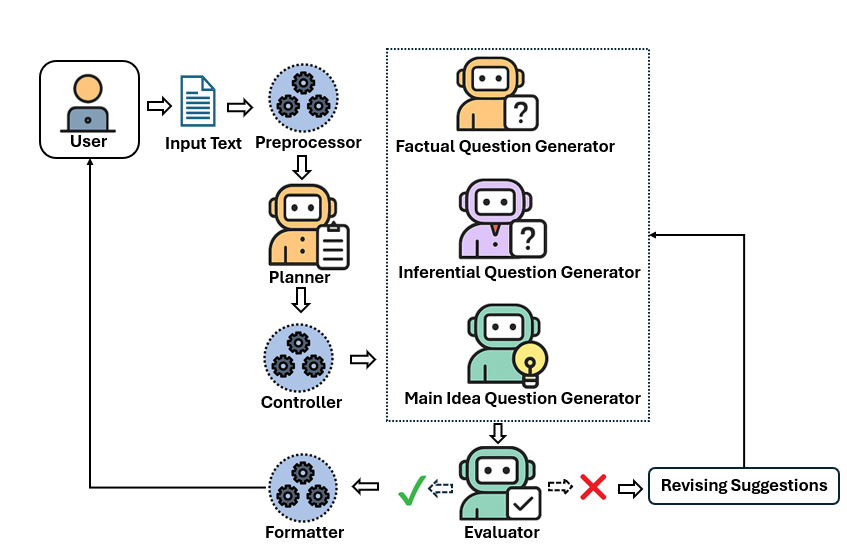 User
Input Text
Preprocessor
?
Factual Question Generator
Planner
?
Inferential Question Generator
Controller
Main Idea Question Generator
Formatter
Evaluator
Revising Suggestions